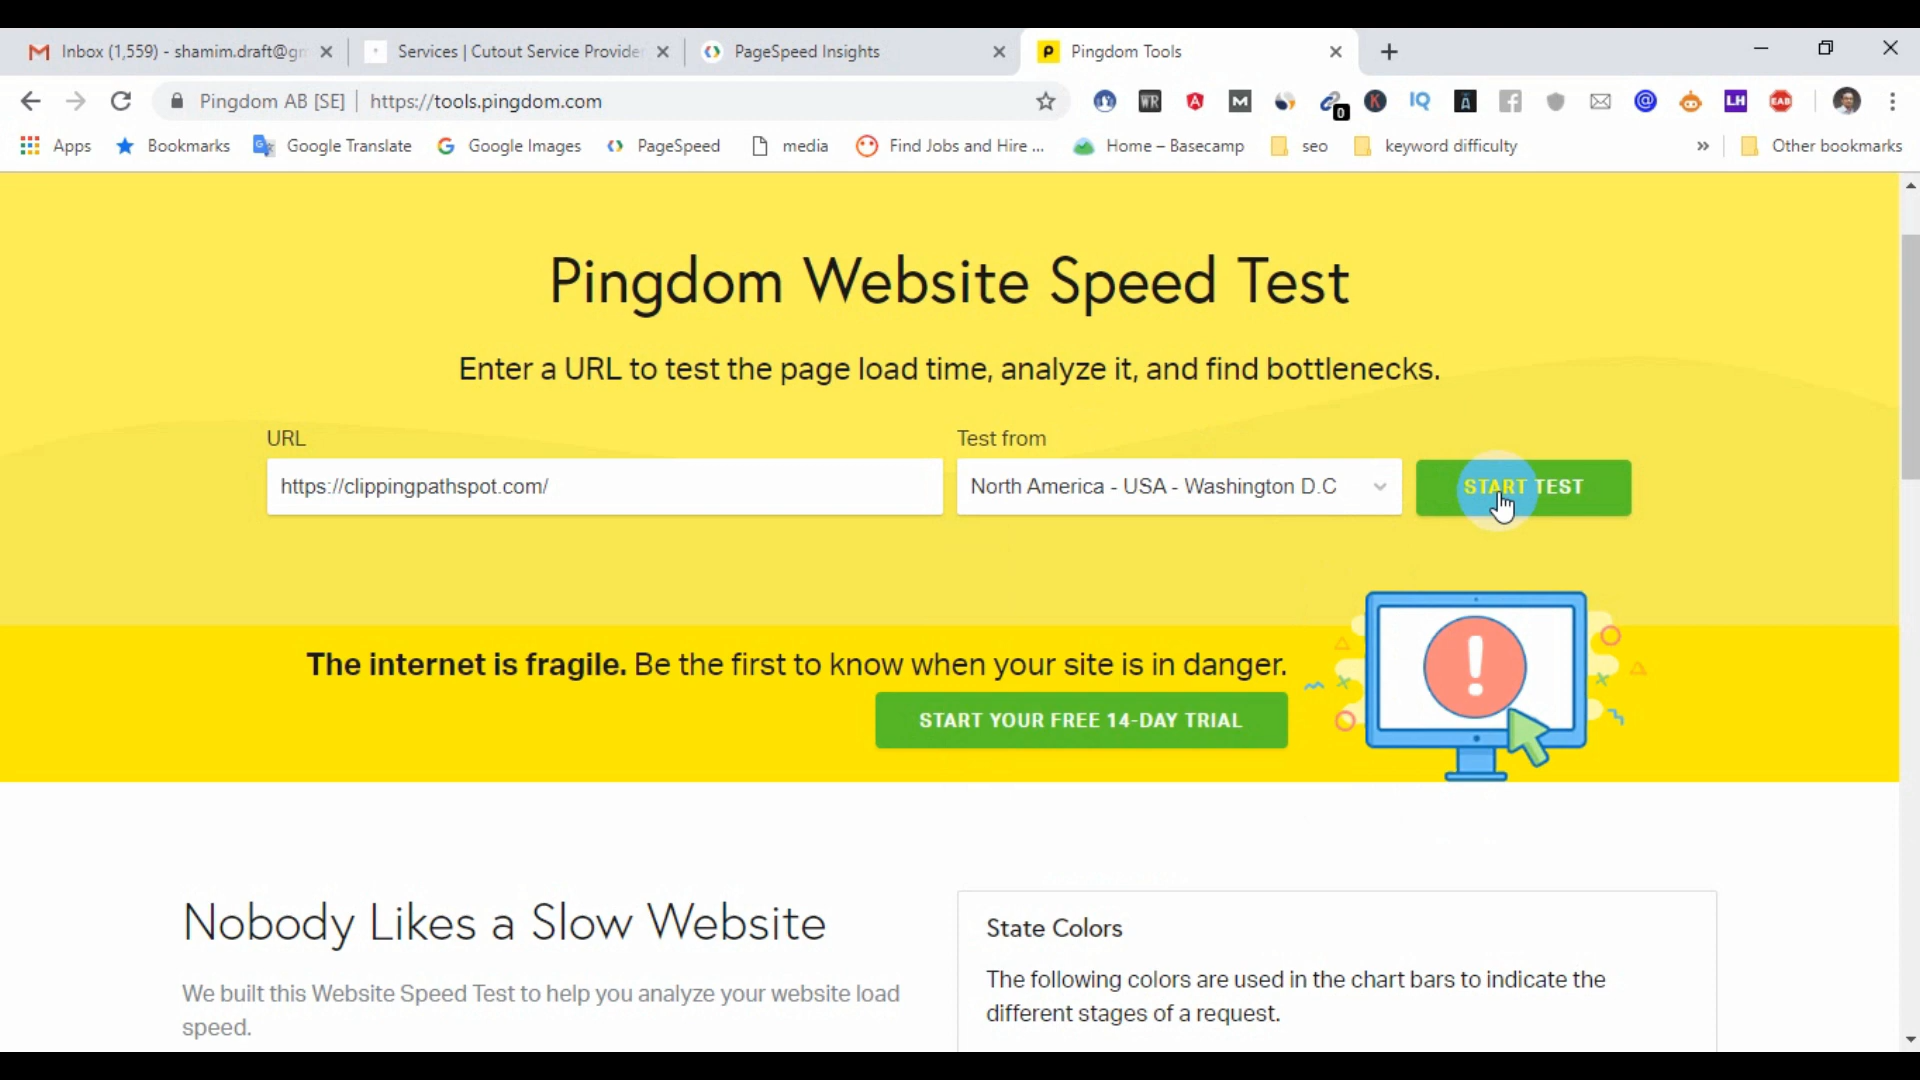 Inbox (1,559) - shamim.draft@gm
Services | Cutout Service Provide
PageSpeed Insights
Pingdom Tools
Pingdom AB [SE] | https://tools.pingdom.com
WR
M
0
K
IQ
LH
EAB
Apps
Bookmarks
Google Translate
Google Images
PageSpeed
media
Find Jobs and Hire ...
Home – Basecamp
seo
keyword difficulty
»
Other bookmarks
Pingdom Website Speed Test
Enter a URL to test the page load time, analyze it, and find bottlenecks.
URL
Test from
https://clippingpathspot.com/
North America - USA - Washington D.C
START TEST
The internet is fragile. Be the first to know when your site is in danger.
START YOUR FREE 14-DAY TRIAL
Nobody Likes a Slow Website
We built this Website Speed Test to help you analyze your website load
speed.
State Colors
The following colors are used in the chart bars to indicate the
different stages of a request.